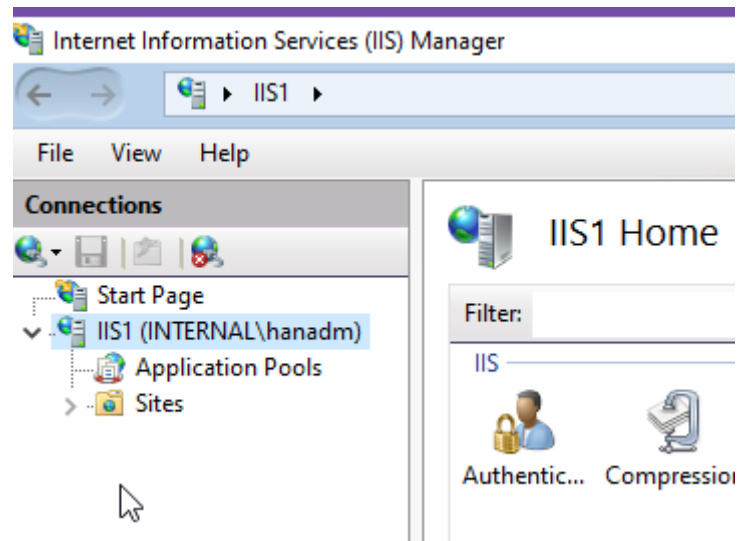 Internet Information Services (IIS) Manager
IIS1
File View Help
Connections
Start Page
IIS1 (INTERNAL\hanadm)
Application Pools
Sites
IIS1 Home
Filter:
IIS
Authentic... Compression